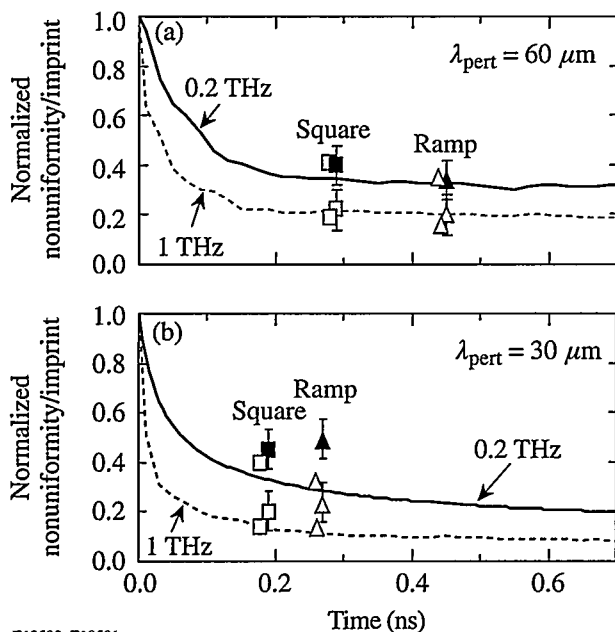 (a)
λpert = 60 μm
0.2 THz
Square
Ramp
1 THz
Normalized
nonuniformity/imprint
1.0
0.8
0.6
0.4
0.2
0.0
(b)
λpert = 30 μm
Ramp
Square
0.2 THz
1 THz
Normalized
nonuniformity/imprint
1.0
0.8
0.6
0.4
0.2
0.0
0.0 0.2 0.4 0.6
Time (ns)